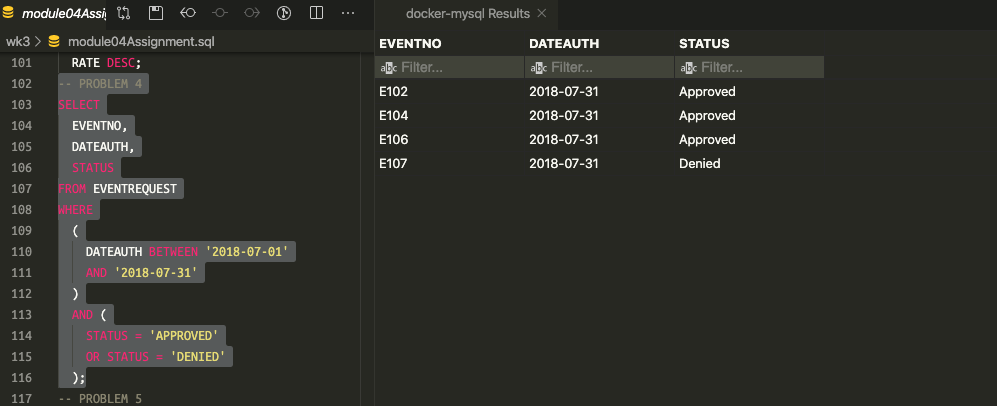 module04Assi
wk3 > module04Assignment.sql
101 RATE DESC;
102 -- PROBLEM 4
103 SELECT
104 EVENTNO,
105 DATEAUTH,
106 STATUS
107 FROM EVENTREQUEST
108 WHERE
109 (
110 DATEAUTH BETWEEN '2018-07-01'
111 AND '2018-07-31'
112 )
113 AND (
114 STATUS = 'APPROVED'
115 OR STATUS = 'DENIED'
116 );
117 -- PROBLEM 5
docker-mysql Results
EVENTNO DATEAUTH STATUS
abc Filter... abc Filter... abc Filter...
E102 2018-07-31 Approved
E104 2018-07-31 Approved
E106 2018-07-31 Approved
E107 2018-07-31 Denied